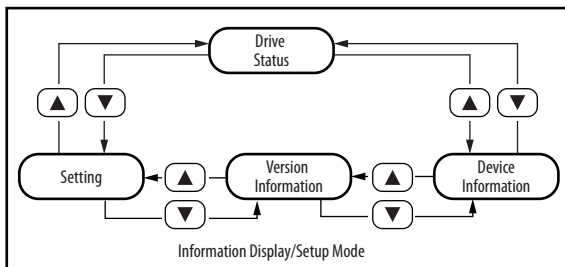 Drive
Status
Setting
Version
Information
Device
Information
Information Display/Setup Mode